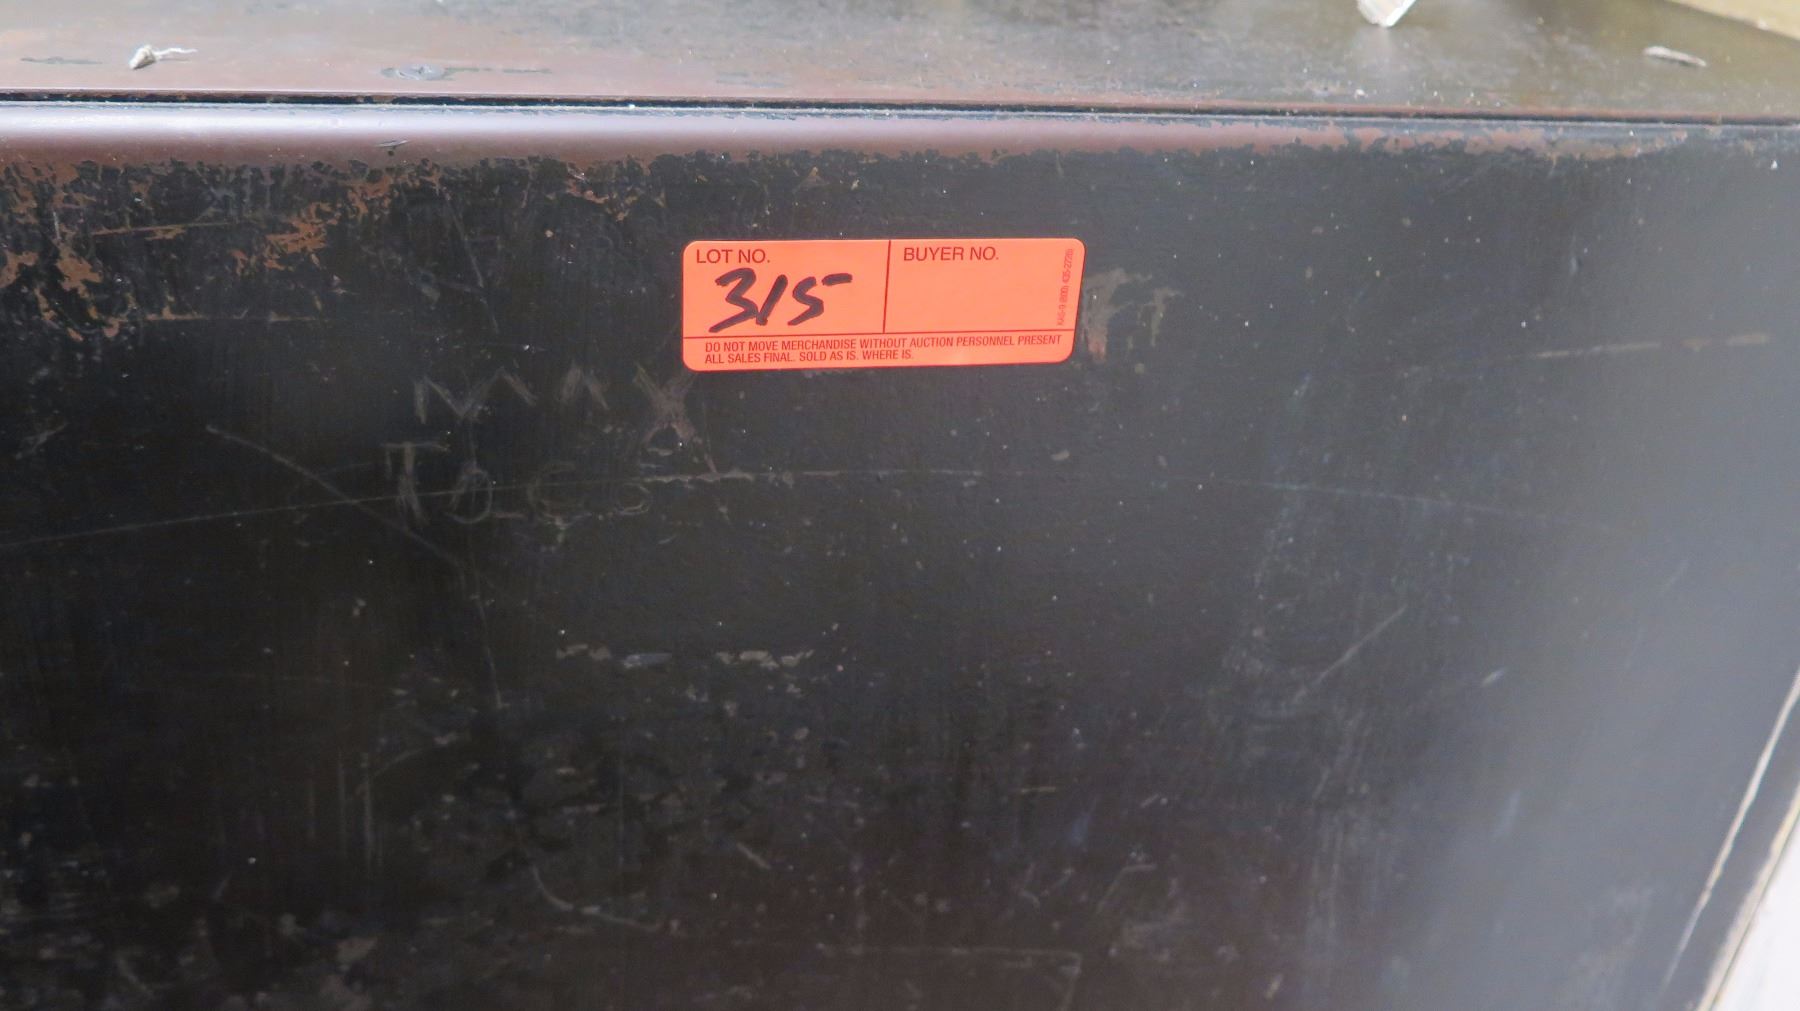 LOT NO.
315
BUYER NO.
DO NOT MOVE MERCHANDISE WITHOUT AUCTION PERSONNEL PRESENT
ALL SALES FINAL. SOLD AS IS. WHERE IS.